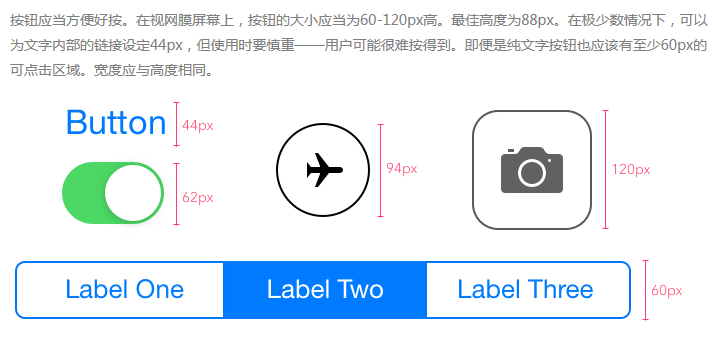 按钮应当方便好按。在视网膜屏幕上，按钮的大小应当为60-120px高。最佳高度为88px。在极少数情况下，可以
为文字内部的链接设定44px，但使用时要慎重——用户可能很难按得到。即便是纯文字按钮也应该有至少60px的
可点击区域。宽度应与高度相同。
Button
44px
62px
94px
120px
Label One
Label Two
Label Three
60px